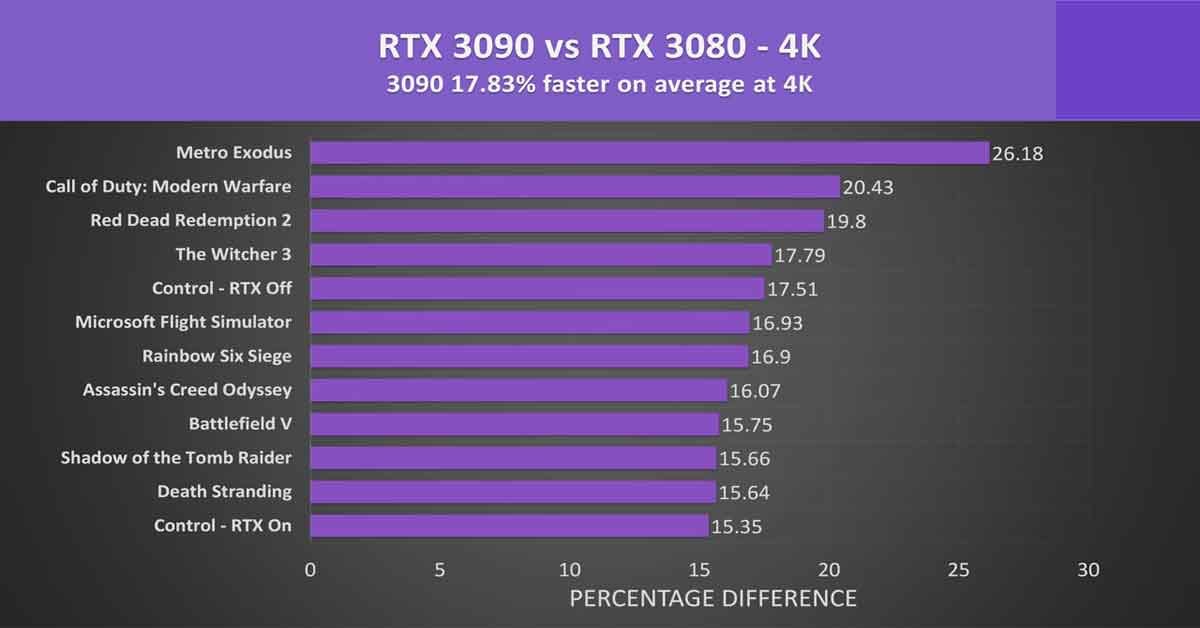 RTX 3090 vs RTX 3080 - 4K
3090 17.83% faster on average at 4K
Metro Exodus 26.18
Call of Duty: Modern Warfare 20.43
Red Dead Redemption 2 19.8
The Witcher 3 17.79
Control - RTX Off 17.51
Microsoft Flight Simulator 16.93
Rainbow Six Siege 16.9
Assassin's Creed Odyssey 16.07
Battlefield V 15.75
Shadow of the Tomb Raider 15.66
Death Stranding 15.64
Control - RTX On 15.35
0 5 10 15 20 25 30
PERCENTAGE DIFFERENCE